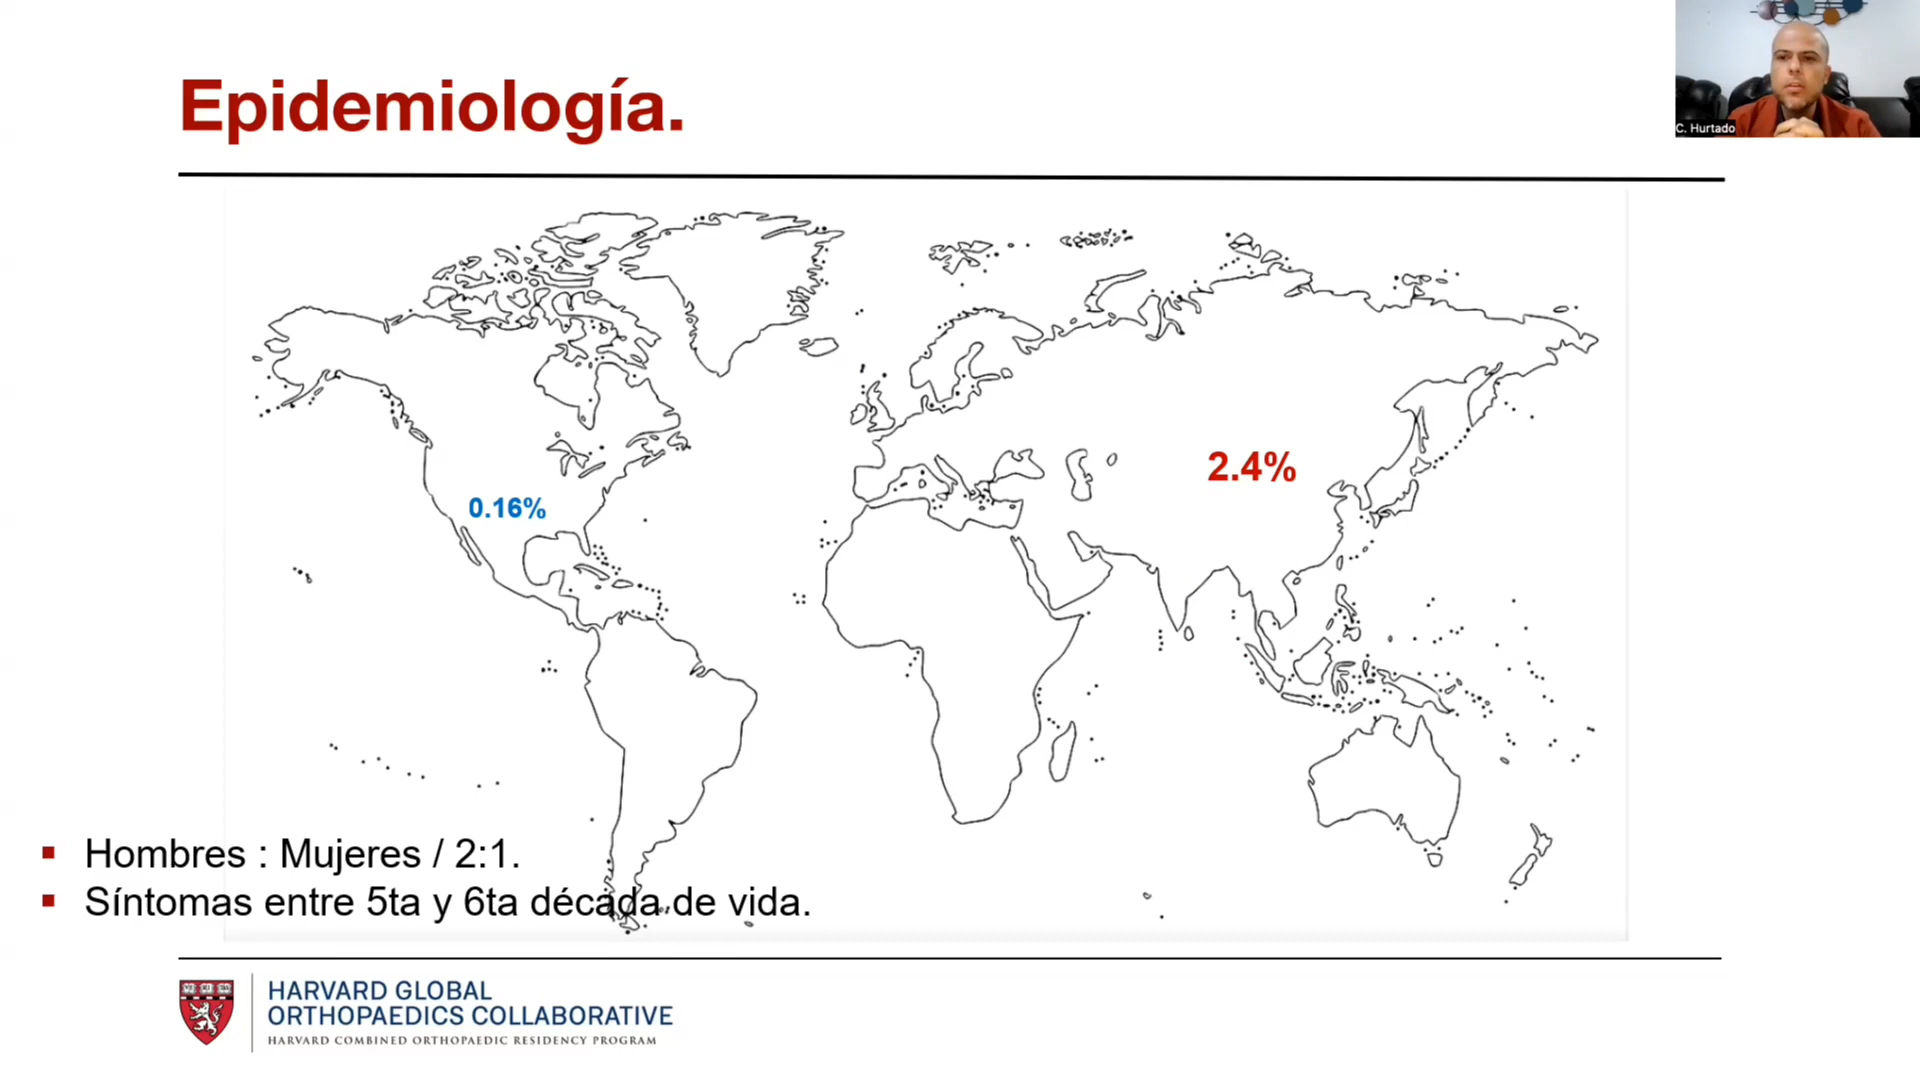 Epidemiología.
C. Hurtado
2.4%
0.16%
▪ Hombres : Mujeres / 2:1.
▪ Síntomas entre 5ta y 6ta década de vida.
HARVARD GLOBAL
ORTHOPAEDICS COLLABORATIVE
HARVARD COMBINED ORTHOPAEDIC RESIDENCY PROGRAM